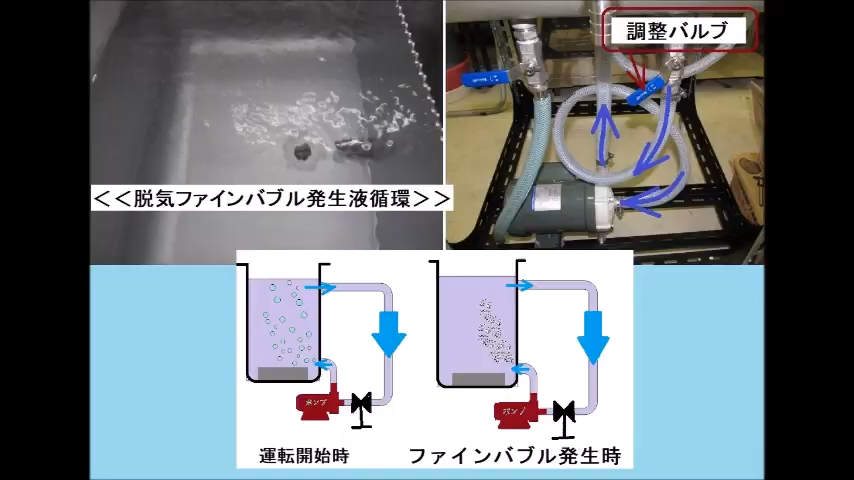 調整バルブ
<<脱気ファインバブル発生液循環>>
ポンプ
ポンプ
運転開始時
ファインバブル発生時